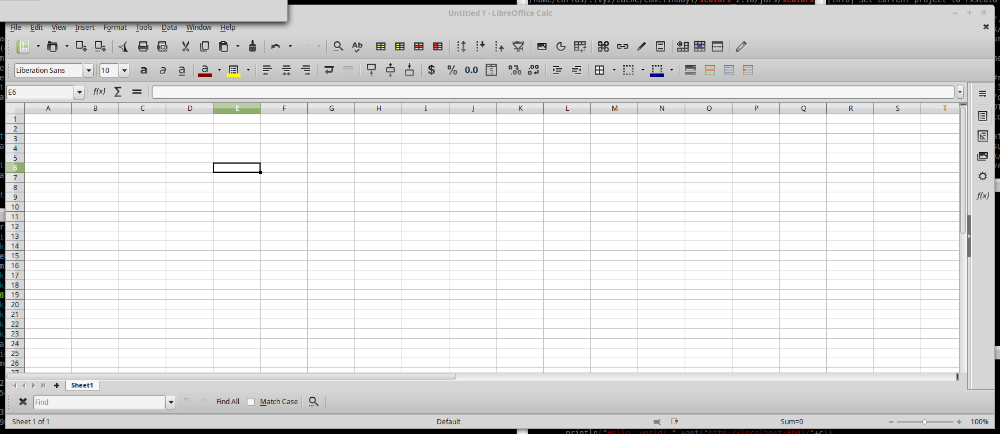 /home/carlos/.ivy2/cache/com.lihaoyi/scalarx_2.10/jars/scalarx
[info] Set current project to rxscala
Untitled 1 - LibreOffice Calc
File Edit View Insert Format Tools Data Window Help
Liberation Sans 10 a a a a $ % 0.0
E6 f(x) Σ =
A B C D E F G H I J K L M N O P Q R S T
1
2
3
4
5
6
7
8
9
10
11
12
13
14
15
16
17
18
19
20
21
22
23
24
25
26
27
f(x)
Sheet1
Find Find All Match Case
Sheet 1 of 1 Default Sum=0 100%
println("Hello, world! " +get("http://localhost:8001/"+c))